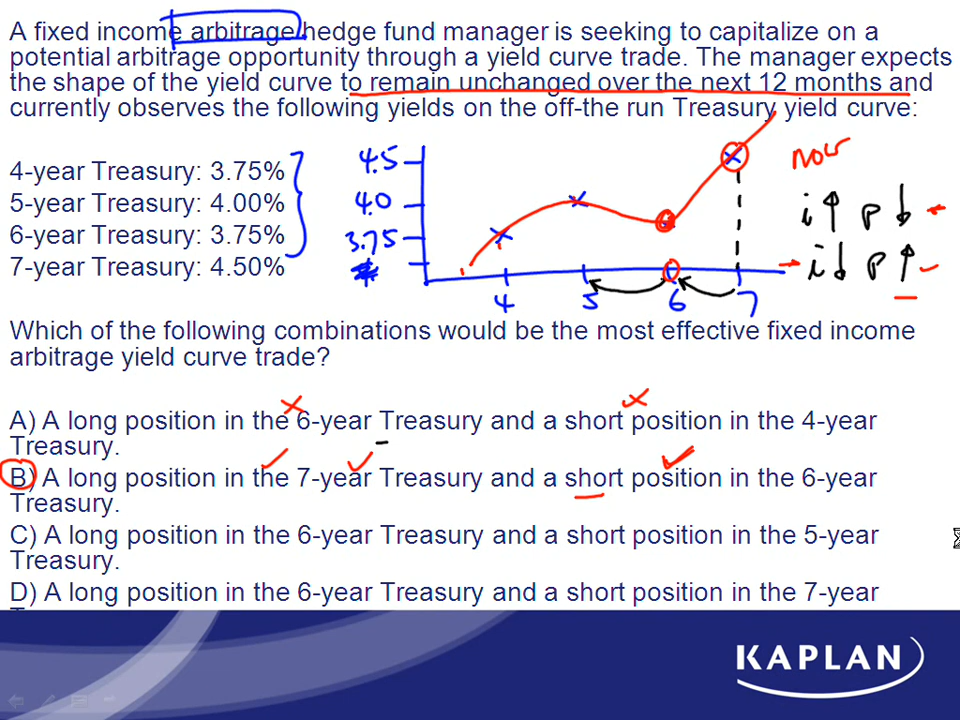 A fixed income arbitrage hedge fund manager is seeking to capitalize on a
potential arbitrage opportunity through a yield curve trade. The manager expects
the shape of the yield curve to remain unchanged over the next 12 months and
currently observes the following yields on the off-the run Treasury yield curve:
4-year Treasury: 3.75%
5-year Treasury: 4.00%
6-year Treasury: 3.75%
7-year Treasury: 4.50%
4.5
4.0
3.75
4
5
6
7
now
i↑ p↓
i↓ p↑
Which of the following combinations would be the most effective fixed income
arbitrage yield curve trade?
A) A long position in the 6-year Treasury and a short position in the 4-year
Treasury.
B) A long position in the 7-year Treasury and a short position in the 6-year
Treasury.
C) A long position in the 6-year Treasury and a short position in the 5-year
Treasury.
D) A long position in the 6-year Treasury and a short position in the 7-year
KAPLAN